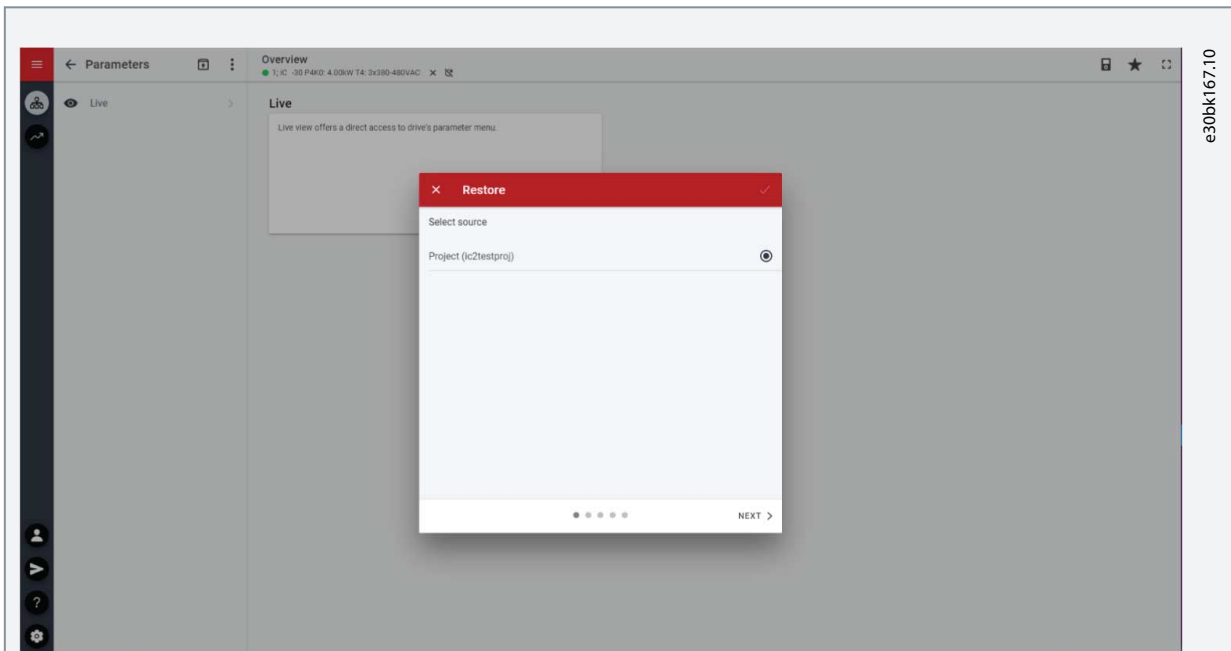 Parameters
Overview
1; iC -30 P4K0: 4.00kW T4: 3x380-480VAC
Live
Live
Live view offers a direct access to drive's parameter menu.
Restore
Select source
Project (ic2testproj)
NEXT
?
e30bk167.10